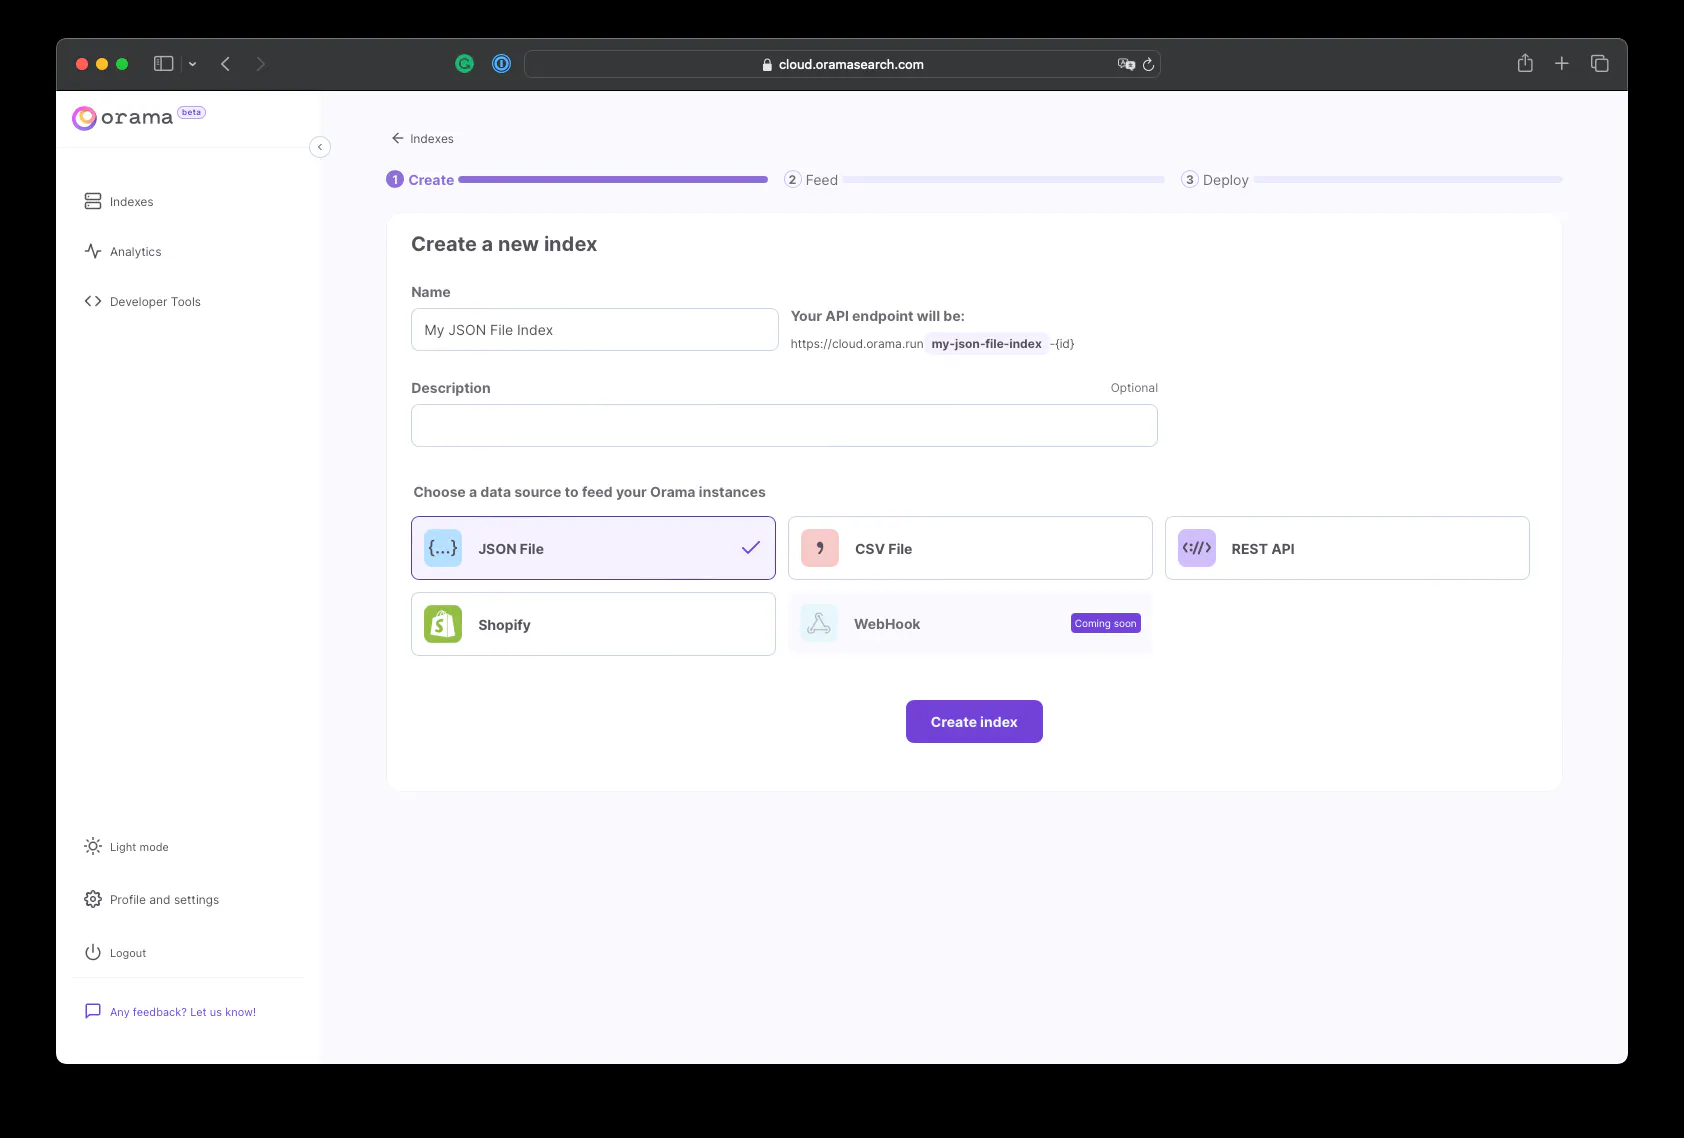 cloud.oramasearch.com
orama beta
Indexes
Analytics
Developer Tools
Light mode
Profile and settings
Logout
Any feedback? Let us know!
Indexes
1 Create
2 Feed
3 Deploy
Create a new index
Name
My JSON File Index
Your API endpoint will be:
https://cloud.orama.run my-json-file-index -{id}
Description
Optional
Choose a data source to feed your Orama instances
{...} JSON File
, CSV File
<://> REST API
Shopify
WebHook
Coming soon
Create index